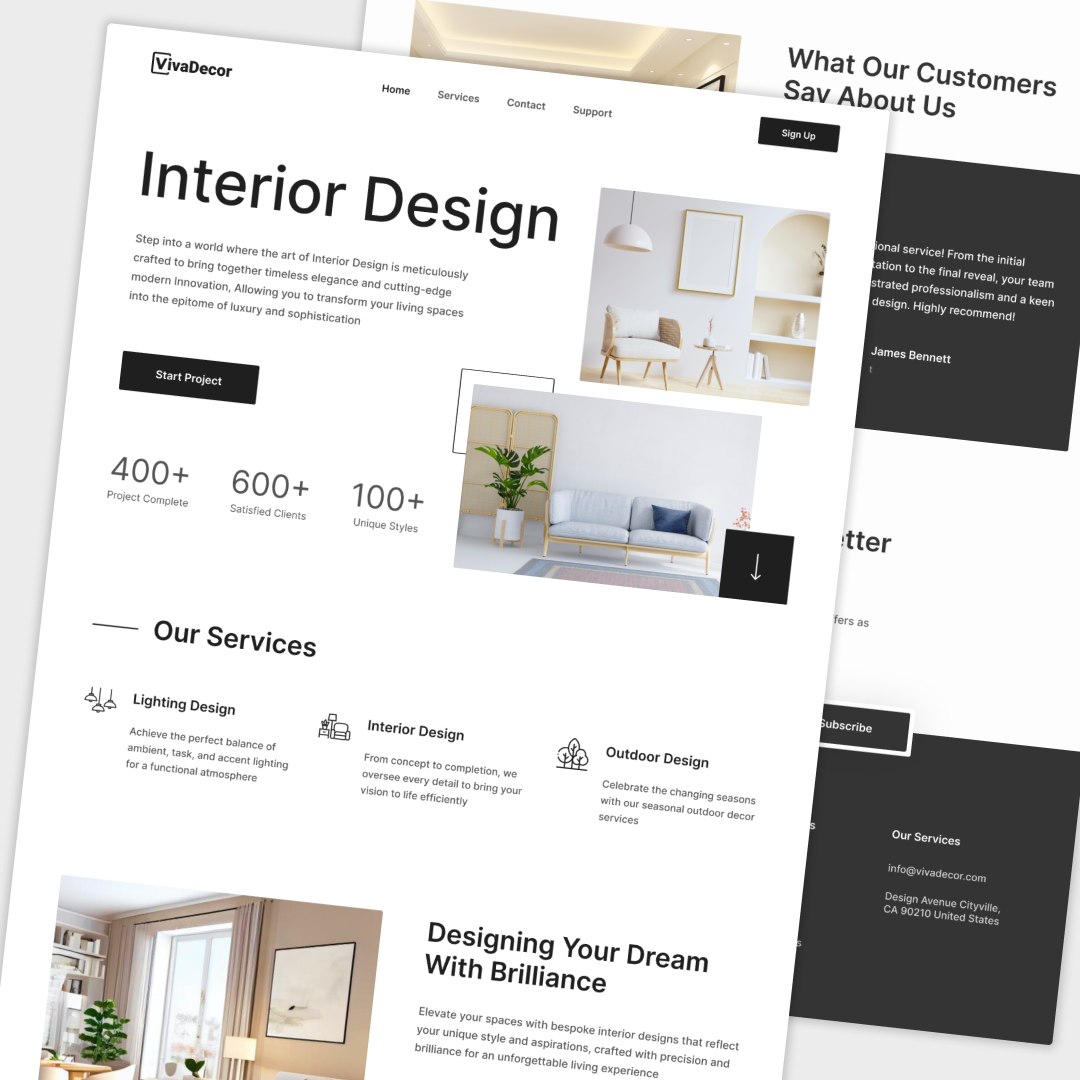 VivaDecor
Home
Services
Contact
Support
Sign Up
Interior Design
Step into a world where the art of Interior Design is meticulously
crafted to bring together timeless elegance and cutting-edge
modern Innovation, Allowing you to transform your living spaces
into the epitome of luxury and sophistication
Start Project
400+
Project Complete
600+
Satisfied Clients
100+
Unique Styles
Our Services
Lighting Design
Achieve the perfect balance of
ambient, task, and accent lighting
for a functional atmosphere
Interior Design
From concept to completion, we
oversee every detail to bring your
vision to life efficiently
Outdoor Design
Celebrate the changing seasons
with our seasonal outdoor decor
services
Designing Your Dream
With Brilliance
Elevate your spaces with bespoke interior designs that reflect
your unique style and aspirations, crafted with precision and
brilliance for an unforgettable living experience
What Our Customers
Say About Us
ional service! From the initial
tation to the final reveal, your team
strated professionalism and a keen
design. Highly recommend!
James Bennett
t
etter
fers as
Subscribe
s
Our Services
info@vivadecor.com
Design Avenue Cityville,
CA 90210 United States
s